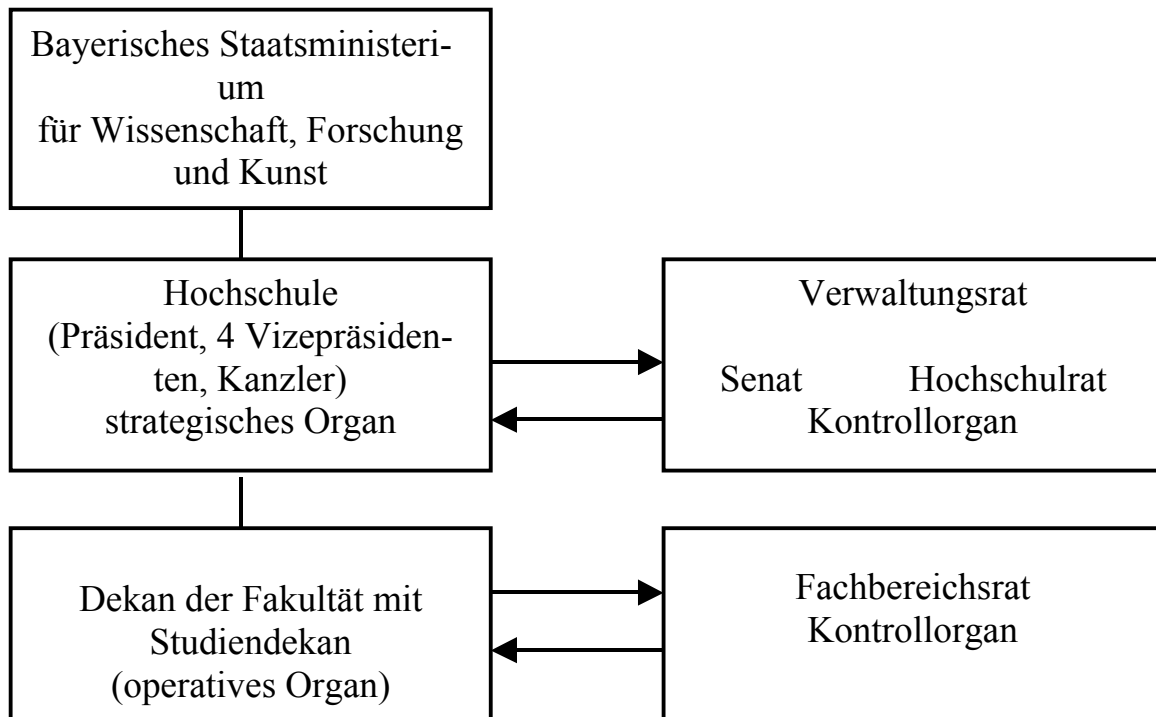 Bayerisches Staatsministeri-
um
für Wissenschaft, Forschung
und Kunst
Hochschule
(Präsident, 4 Vizepräsiden-
ten, Kanzler)
strategisches Organ
Verwaltungsrat
Senat Hochschulrat
Kontrollorgan
Dekan der Fakultät mit
Studiendekan
(operatives Organ)
Fachbereichsrat
Kontrollorgan